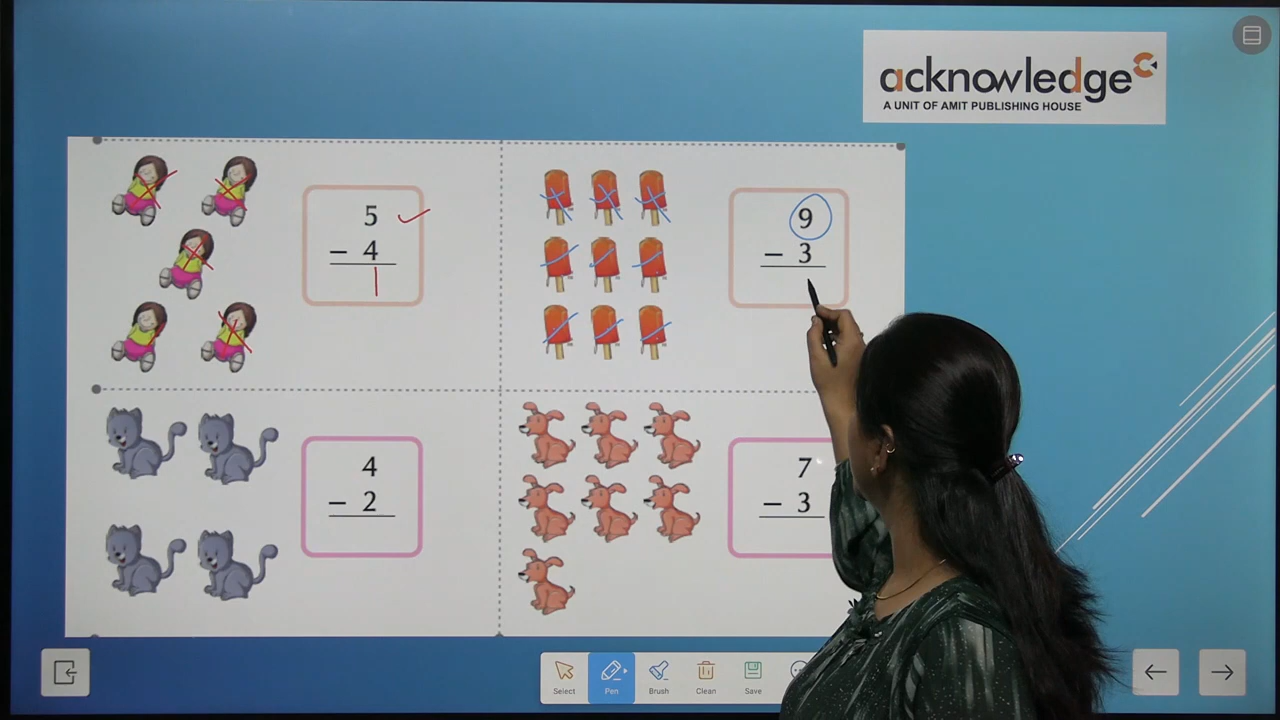 acknowledge
A UNIT OF AMIT PUBLISHING HOUSE
5
- 4
1
9
- 3
4
- 2
7
- 3
Select
Pen
Brush
Clean
Save